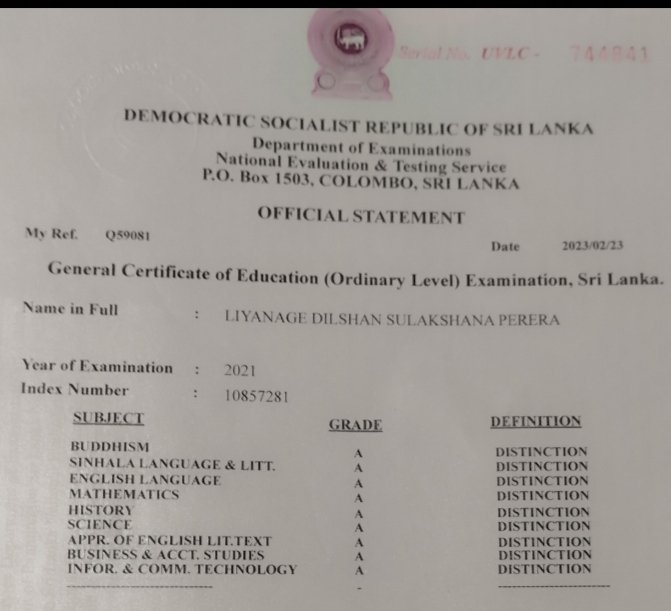 Serial No. UVLC - 744841
DEMOCRATIC SOCIALIST REPUBLIC OF SRI LANKA
Department of Examinations
National Evaluation & Testing Service
P.O. Box 1503, COLOMBO, SRI LANKA
OFFICIAL STATEMENT
My Ref. Q59081
Date 2023/02/23
General Certificate of Education (Ordinary Level) Examination, Sri Lanka.
Name in Full : LIYANAGE DILSHAN SULAKSHANA PERERA
Year of Examination : 2021
Index Number : 10857281
SUBJECT GRADE DEFINITION
BUDDHISM A DISTINCTION
SINHALA LANGUAGE & LITT. A DISTINCTION
ENGLISH LANGUAGE A DISTINCTION
MATHEMATICS A DISTINCTION
HISTORY A DISTINCTION
SCIENCE A DISTINCTION
APPR. OF ENGLISH LIT.TEXT A DISTINCTION
BUSINESS & ACCT. STUDIES A DISTINCTION
INFOR. & COMM. TECHNOLOGY A DISTINCTION